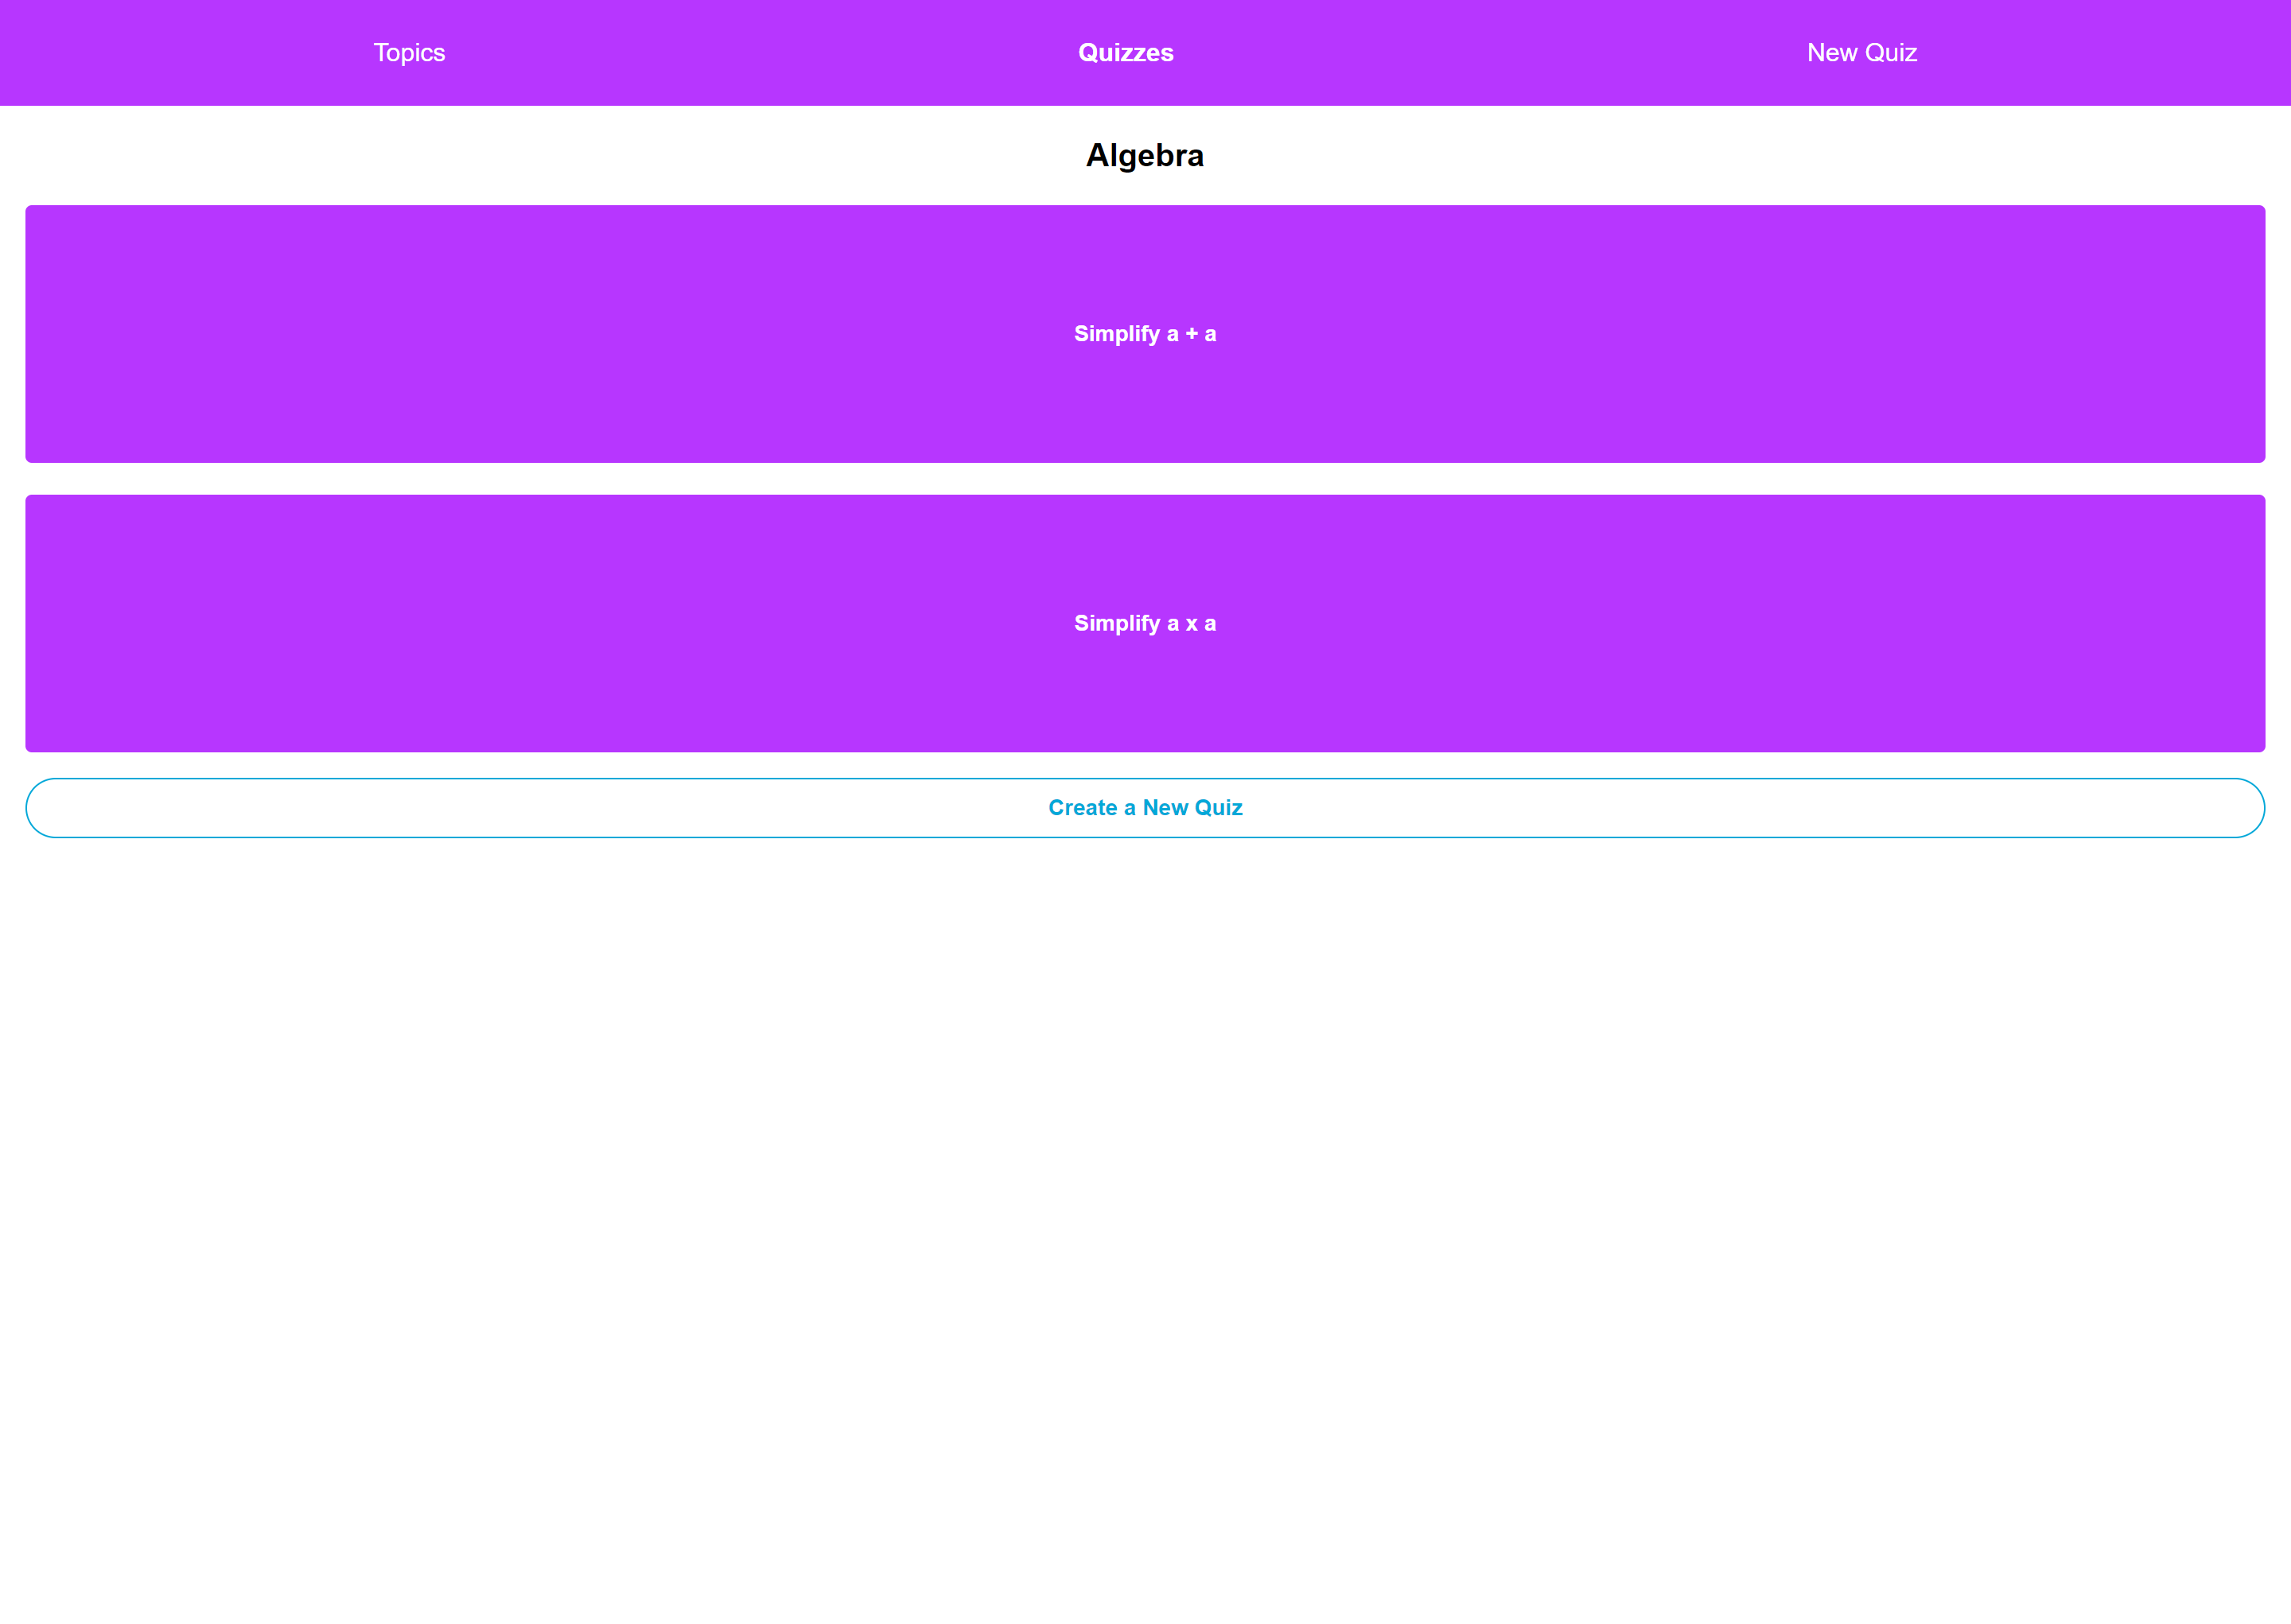 Topics Quizzes New Quiz
Algebra
Simplify a + a
Simplify a x a
Create a New Quiz